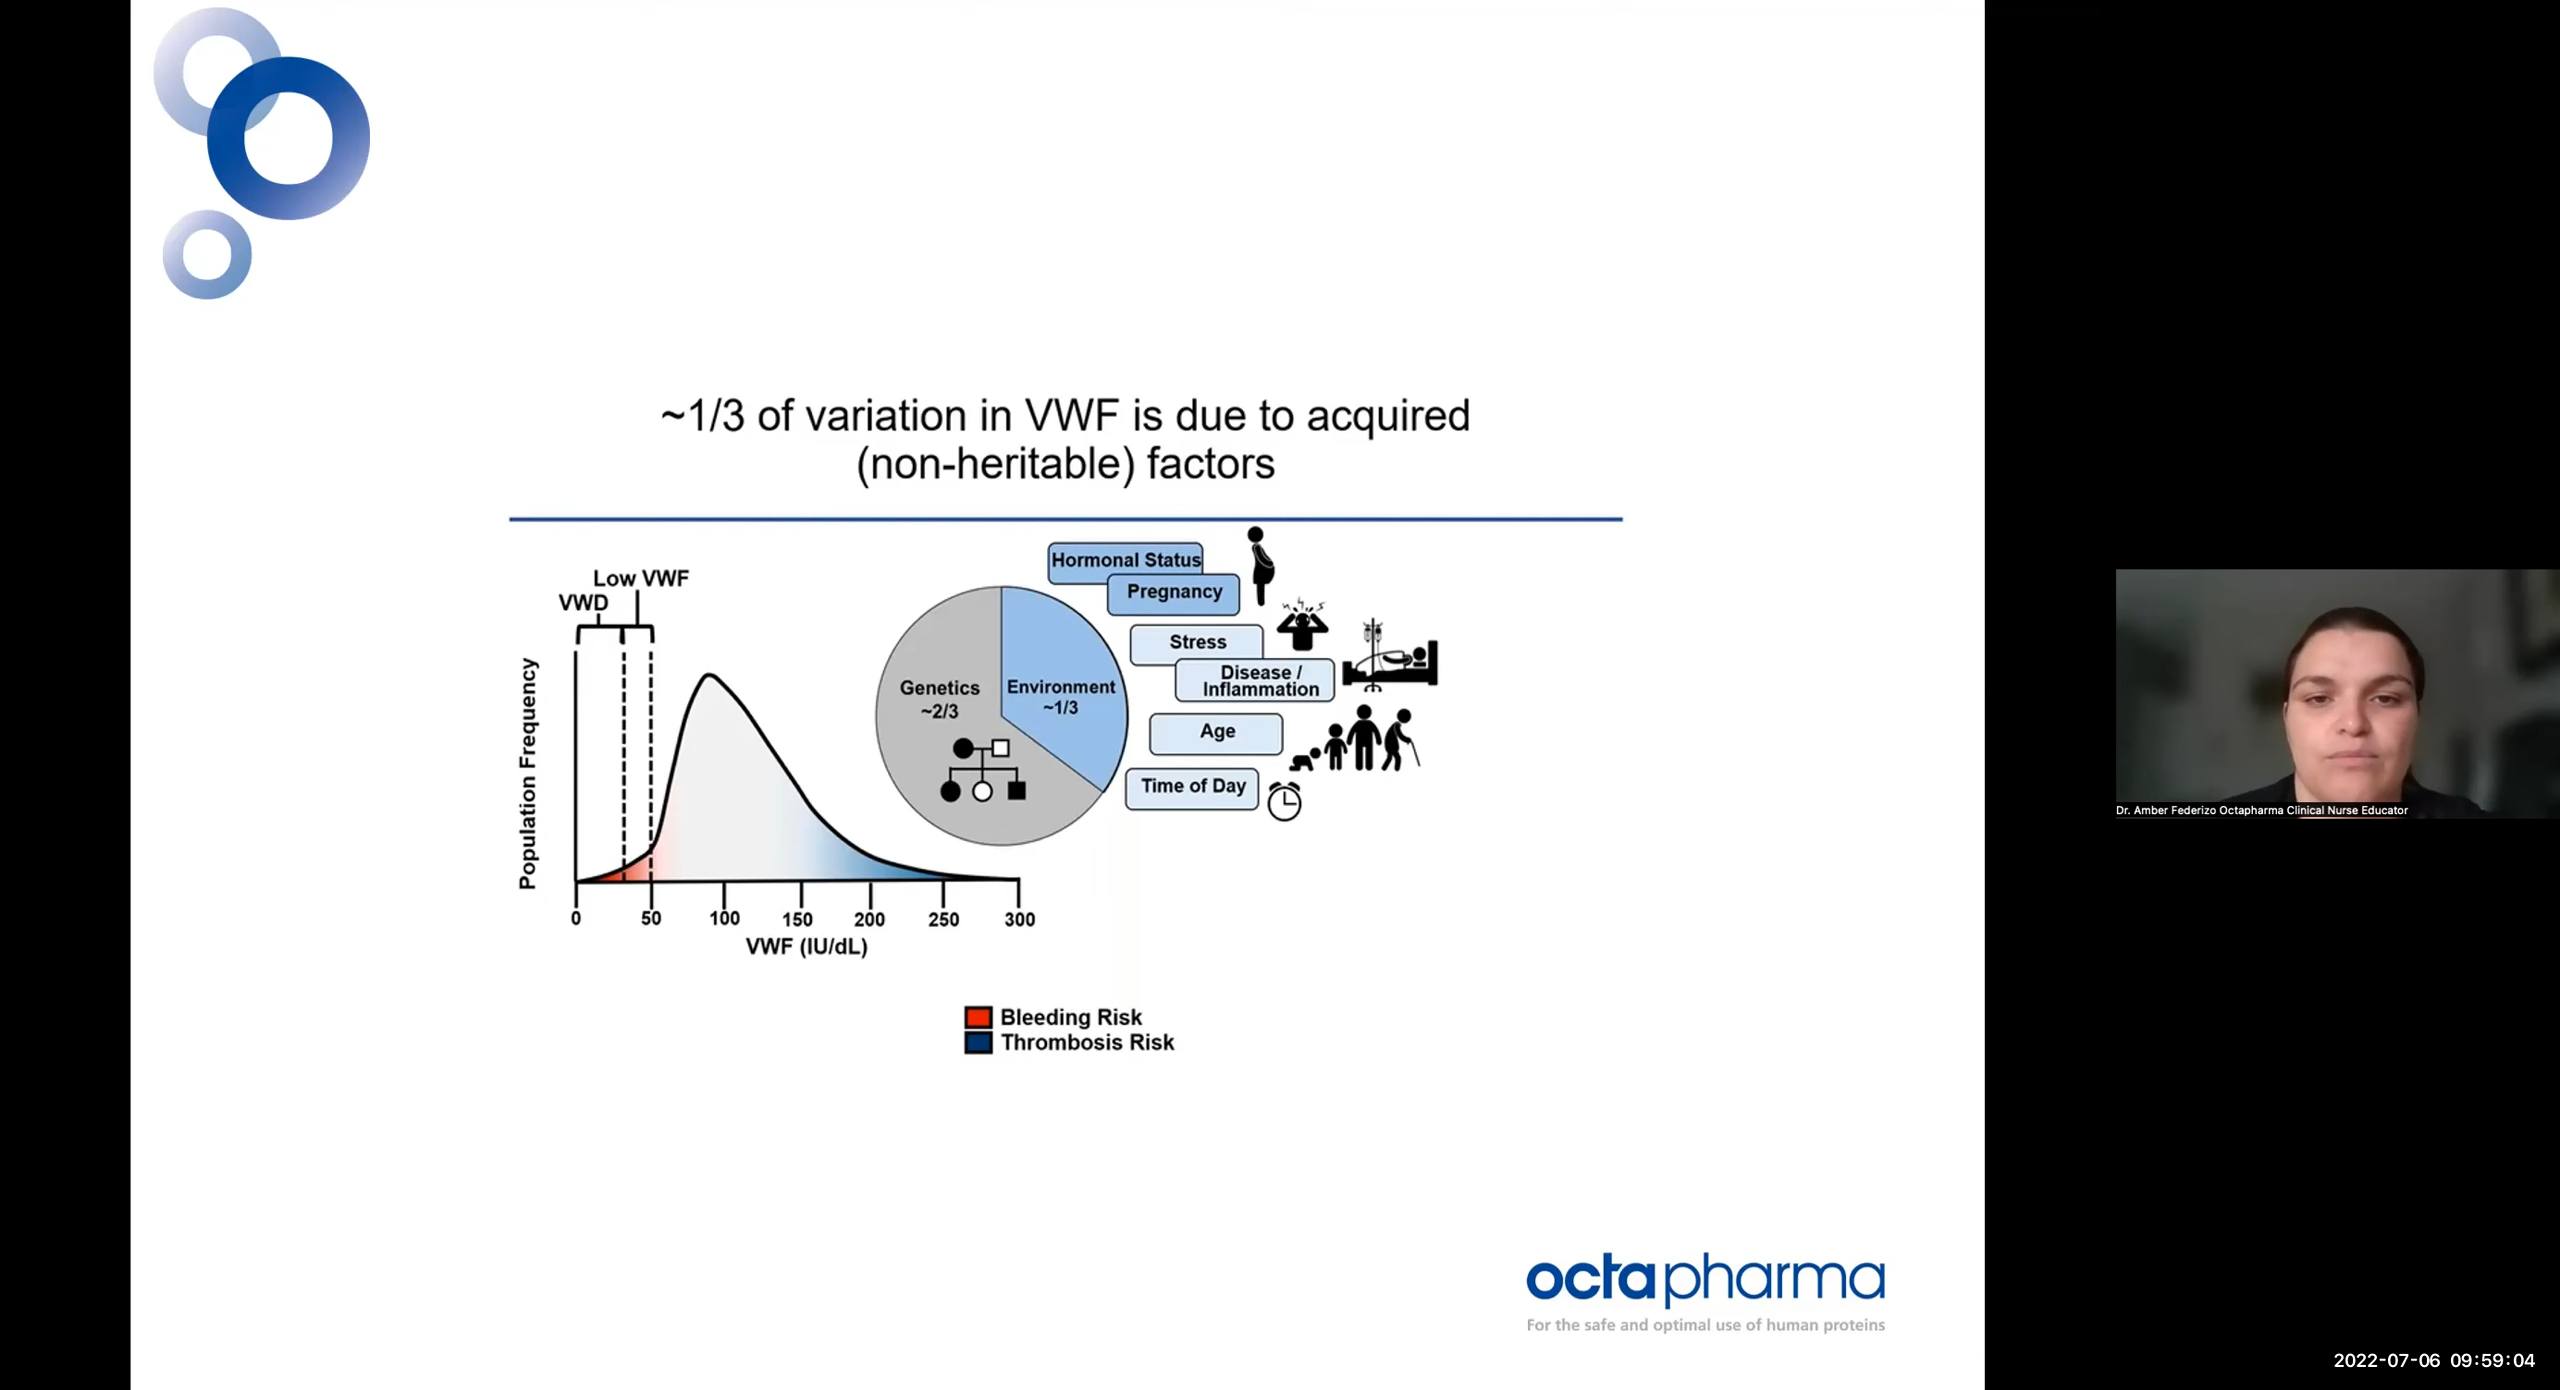 ~1/3 of variation in VWF is due to acquired
(non-heritable) factors
Low VWF
VWD
Population Frequency
0
50
100
150
200
250
300
VWF (IU/dL)
Genetics
~2/3
Environment
~1/3
Hormonal Status
Pregnancy
Stress
Disease /
Inflammation
Age
Time of Day
Bleeding Risk
Thrombosis Risk
octapharma
For the safe and optimal use of human proteins
Dr. Amber Federizo Octapharma Clinical Nurse Educator
2022-07-06 09:59:04